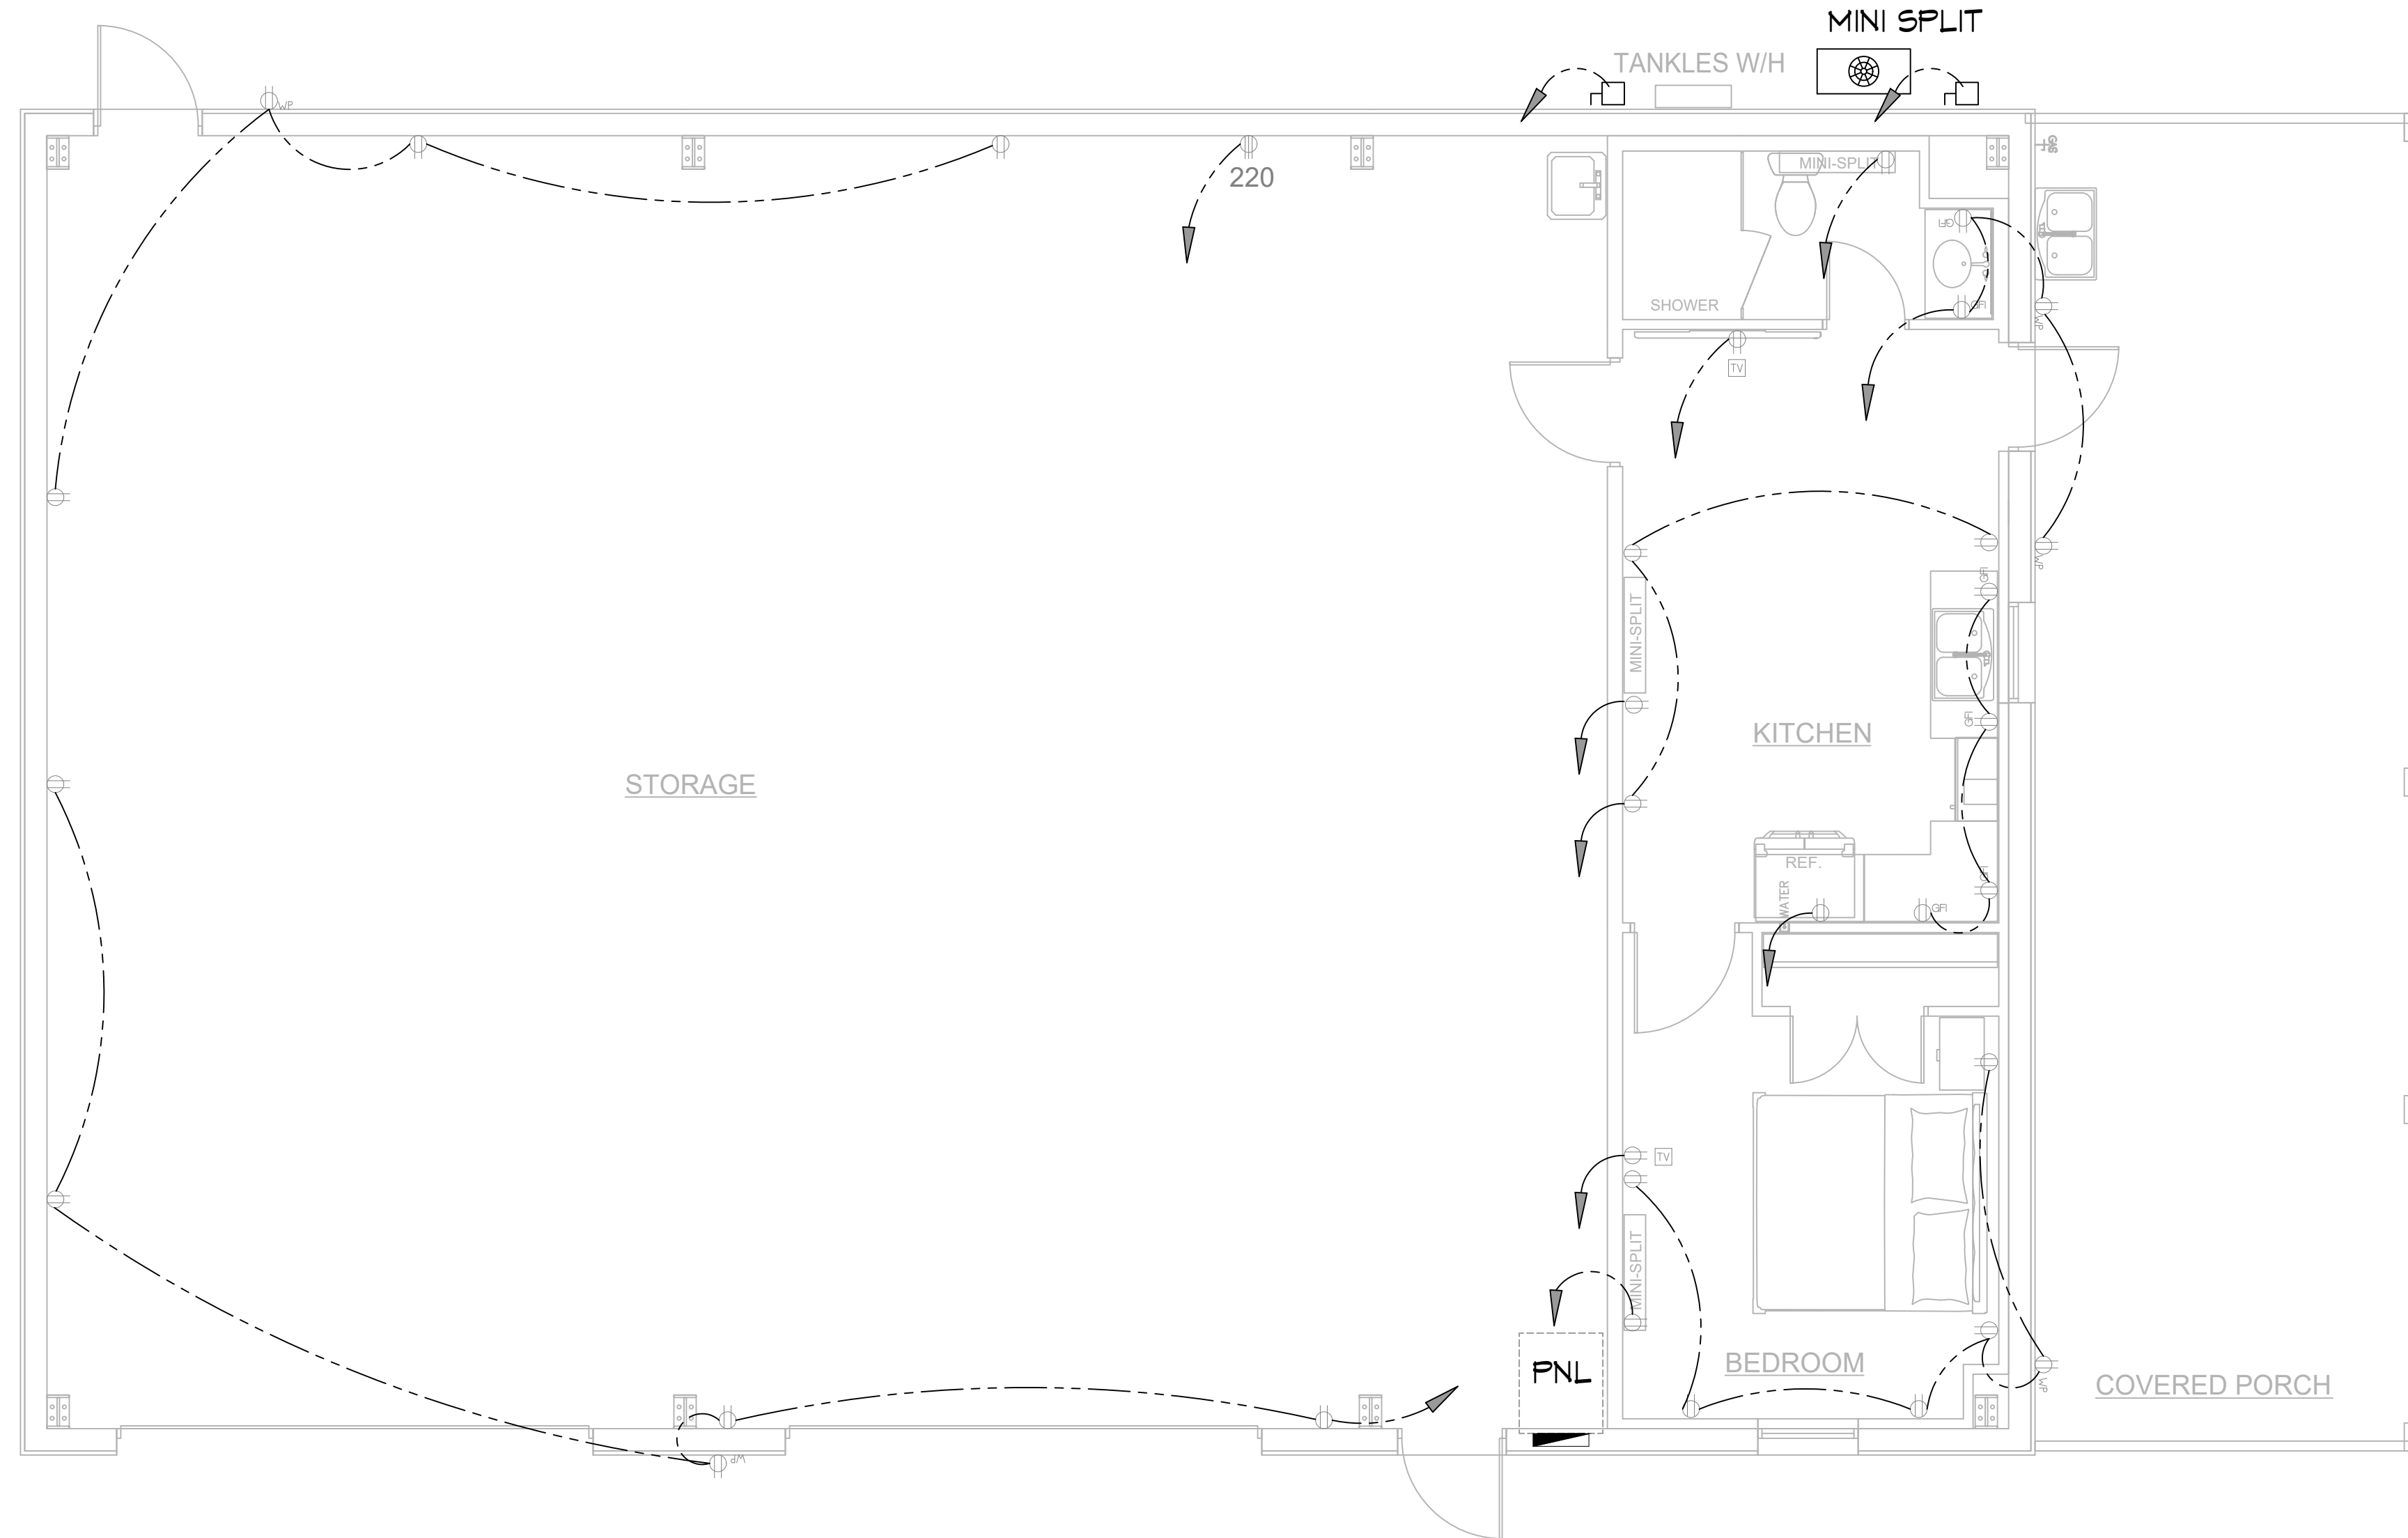 MINI SPLIT
TANKLES W/H
WP
220
MINI-SPLIT
GAS
GFI
SHOWER
GFI
WP
TV
WP
GFI
MINI-SPLIT
GFI
KITCHEN
STORAGE
REF.
GFI
WATER
GFI
TV
MINI-SPLIT
PNL
BEDROOM
WP
COVERED PORCH
WP